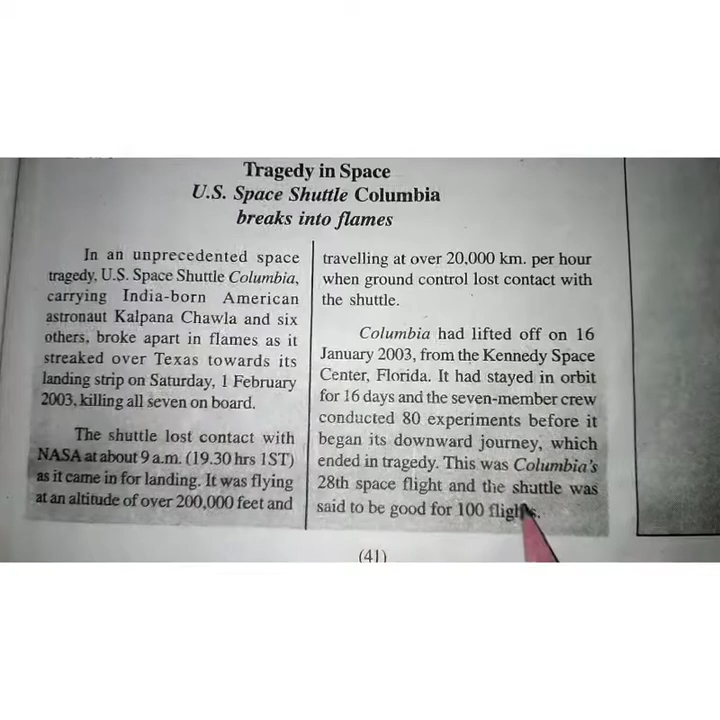 Tragedy in Space
U.S. Space Shuttle Columbia
breaks into flames
In an unprecedented space
tragedy, U.S. Space Shuttle Columbia,
carrying India-born American
astronaut Kalpana Chawla and six
others, broke apart in flames as it
streaked over Texas towards its
landing strip on Saturday, 1 February
2003, killing all seven on board.
The shuttle lost contact with
NASA at about 9 a.m. (19.30 hrs 1ST)
as it came in for landing. It was flying
at an altitude of over 200,000 feet and
travelling at over 20,000 km. per hour
when ground control lost contact with
the shuttle.
Columbia had lifted off on 16
January 2003, from the Kennedy Space
Center, Florida. It had stayed in orbit
for 16 days and the seven-member crew
conducted 80 experiments before it
began its downward journey, which
ended in tragedy. This was Columbia's
28th space flight and the shuttle was
said to be good for 100 flights.
(41)